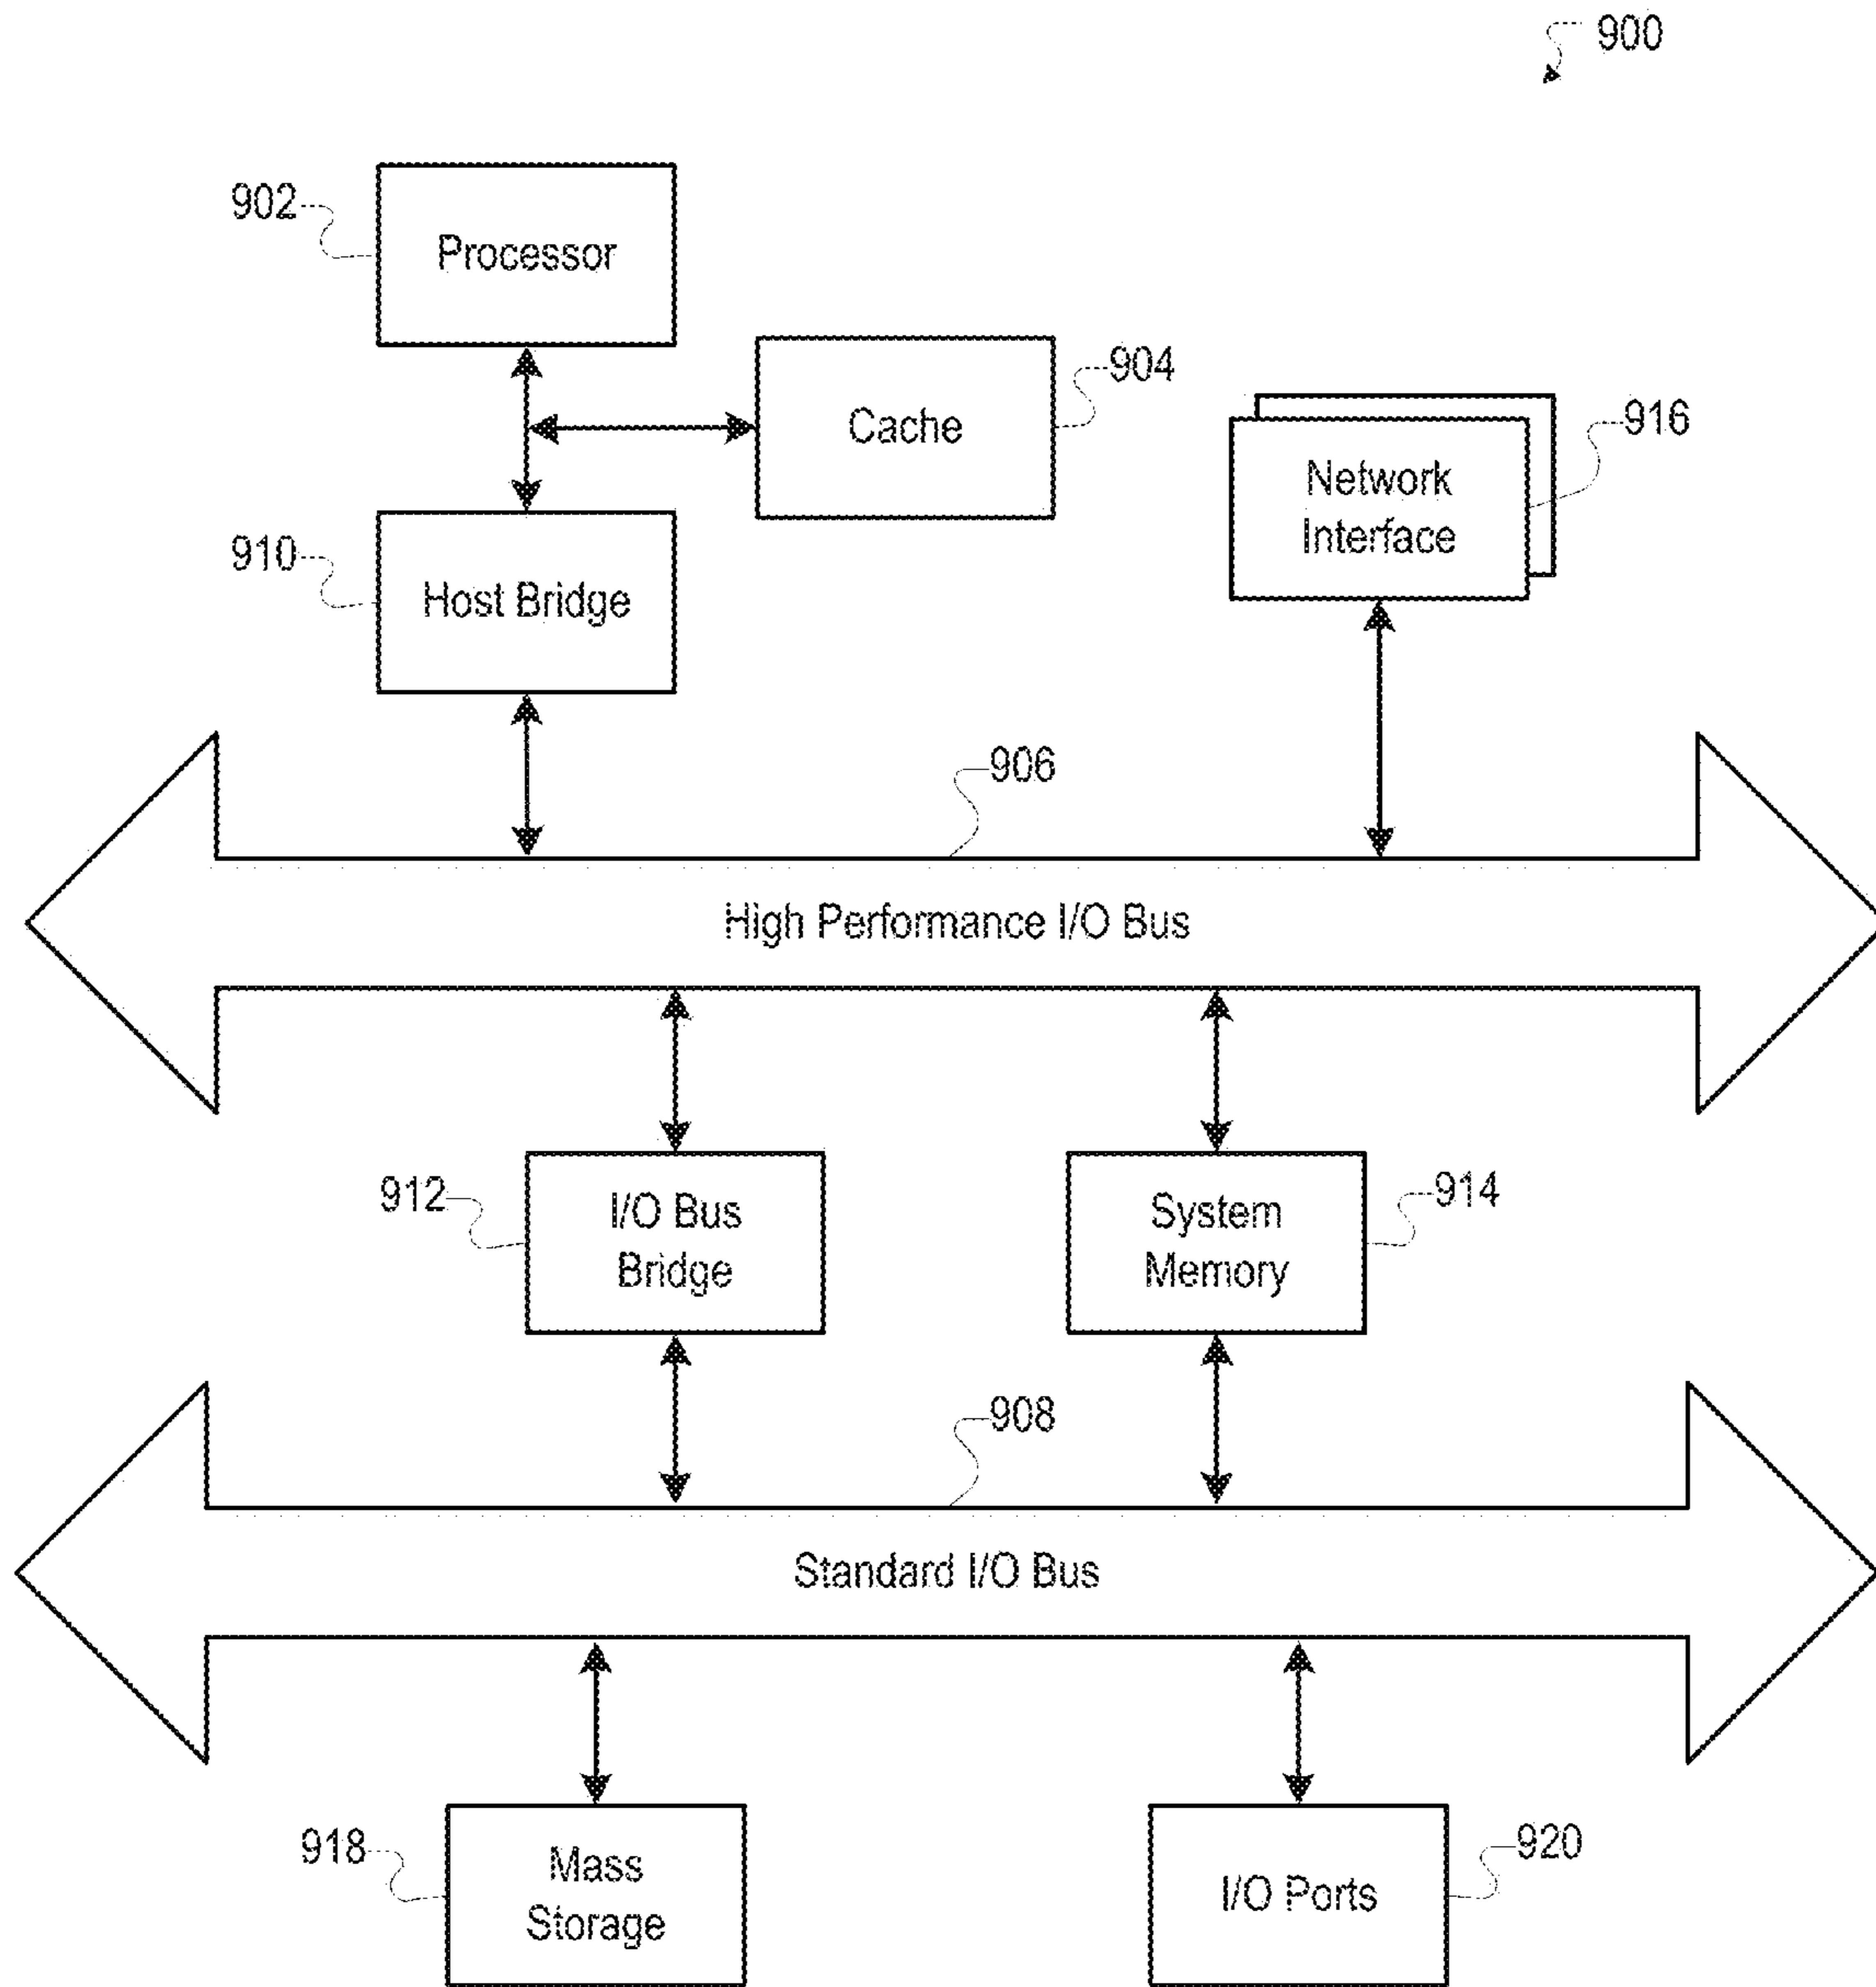 900
902
Processor
904
Cache
916
Network
Interface
910
Host Bridge
906
High Performance I/O Bus
912
I/O Bus
Bridge
914
System
Memory
908
Standard I/O Bus
918
Mass
Storage
920
I/O Ports